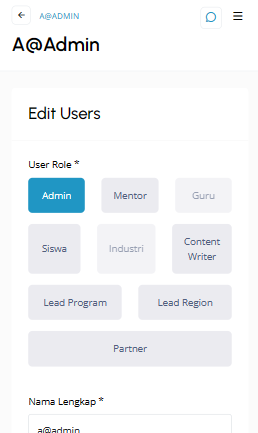 A@ADMIN
A@Admin
Edit Users
User Role *
Admin
Mentor
Guru
Siswa
Industri
Content
Writer
Lead Program
Lead Region
Partner
Nama Lengkap *
a@admin